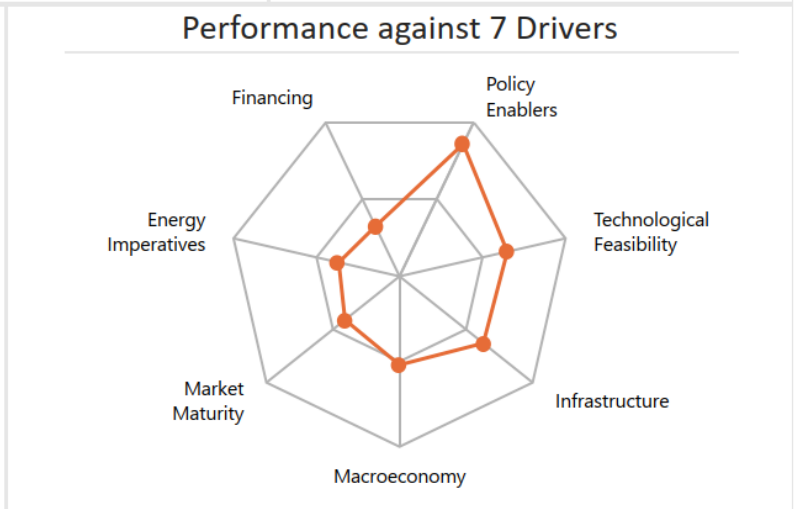 Performance against 7 Drivers
Financing
Policy
Enablers
Energy
Imperatives
Technological
Feasibility
Market
Maturity
Infrastructure
Macroeconomy